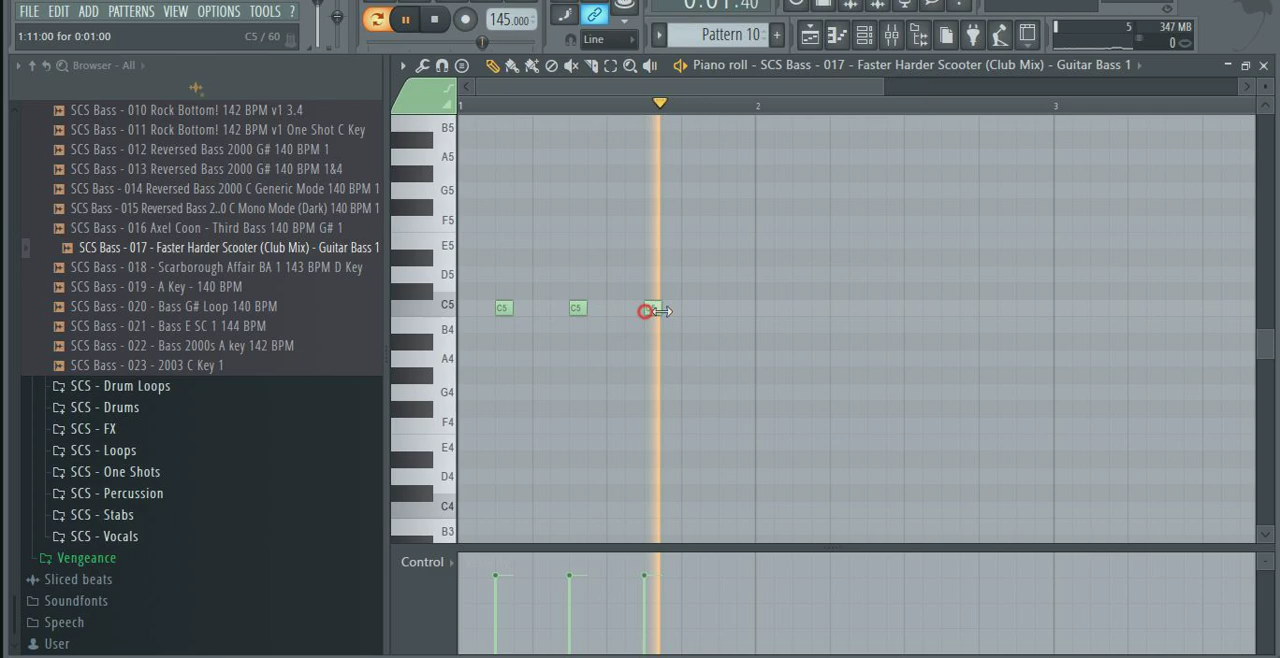 FILE EDIT ADD PATTERNS VIEW OPTIONS TOOLS ?
1:11:00 for 0:01:00
C5 / 60
145.000
Line
0:01:40
Pattern 10
5
347 MB
0
Browser - All
Piano roll - SCS Bass - 017 - Faster Harder Scooter (Club Mix) - Guitar Bass 1
1
2
3
SCS Bass - 010 Rock Bottom! 142 BPM v1 3.4
SCS Bass - 011 Rock Bottom! 142 BPM v1 One Shot C Key
SCS Bass - 012 Reversed Bass 2000 G# 140 BPM 1
SCS Bass - 013 Reversed Bass 2000 G# 140 BPM 1&4
SCS Bass - 014 Reversed Bass 2000 C Generic Mode 140 BPM 1
SCS Bass - 015 Reversed Bass 2..0 C Mono Mode (Dark) 140 BPM 1
SCS Bass - 016 Axel Coon - Third Bass 140 BPM G# 1
SCS Bass - 017 - Faster Harder Scooter (Club Mix) - Guitar Bass 1
SCS Bass - 018 - Scarborough Affair BA 1 143 BPM D Key
SCS Bass - 019 - A Key - 140 BPM
SCS Bass - 020 - Bass G# Loop 140 BPM
SCS Bass - 021 - Bass E SC 1 144 BPM
SCS Bass - 022 - Bass 2000s A key 142 BPM
SCS Bass - 023 - 2003 C Key 1
SCS - Drum Loops
SCS - Drums
SCS - FX
SCS - Loops
SCS - One Shots
SCS - Percussion
SCS - Stabs
SCS - Vocals
Vengeance
Sliced beats
Soundfonts
Speech
User
B5
A5
G5
F5
E5
D5
C5
B4
A4
G4
F4
E4
D4
C4
B3
C5
C5
Control